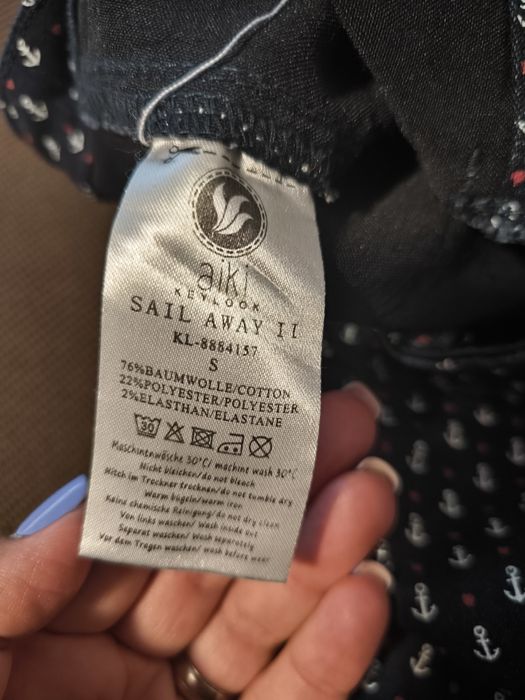 aiki
KEYLOOK
SAIL AWAY II
KL-8884157
S
76%BAUMWOLLE/COTTON
22%POLYESTER/POLYESTER
2%ELASTHAN/ELASTANE
30
Maschinenwäsche 30°C/ machine wash 30°C
Nicht bleichen/do not bleach
Nitch im Trockner trocknen/do not tumble dry
Warm bügeln/warm iron
Keine chemische Reinigung/do not dry clean
Von links waschen/ Wash inside out
Separat waschen/ Wash separately
Vor dem Tragen waschen/ wash before wear